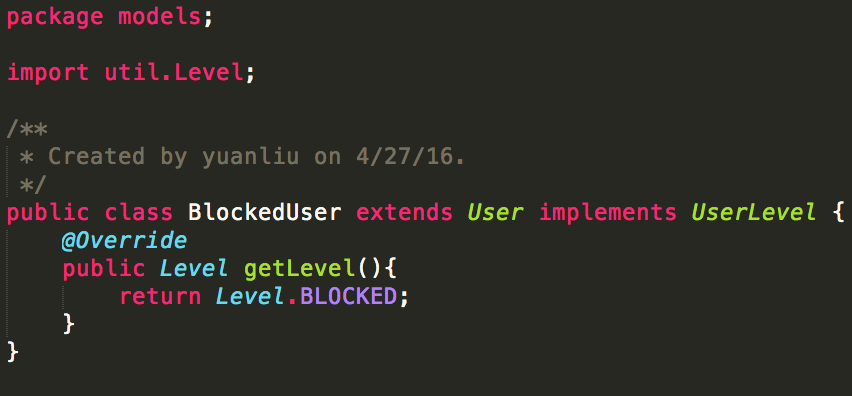 package models;
import util.Level;
/**
 * Created by yuanliu on 4/27/16.
 */
public class BlockedUser extends User implements UserLevel {
    @Override
    public Level getLevel(){
        return Level.BLOCKED;
    }
}